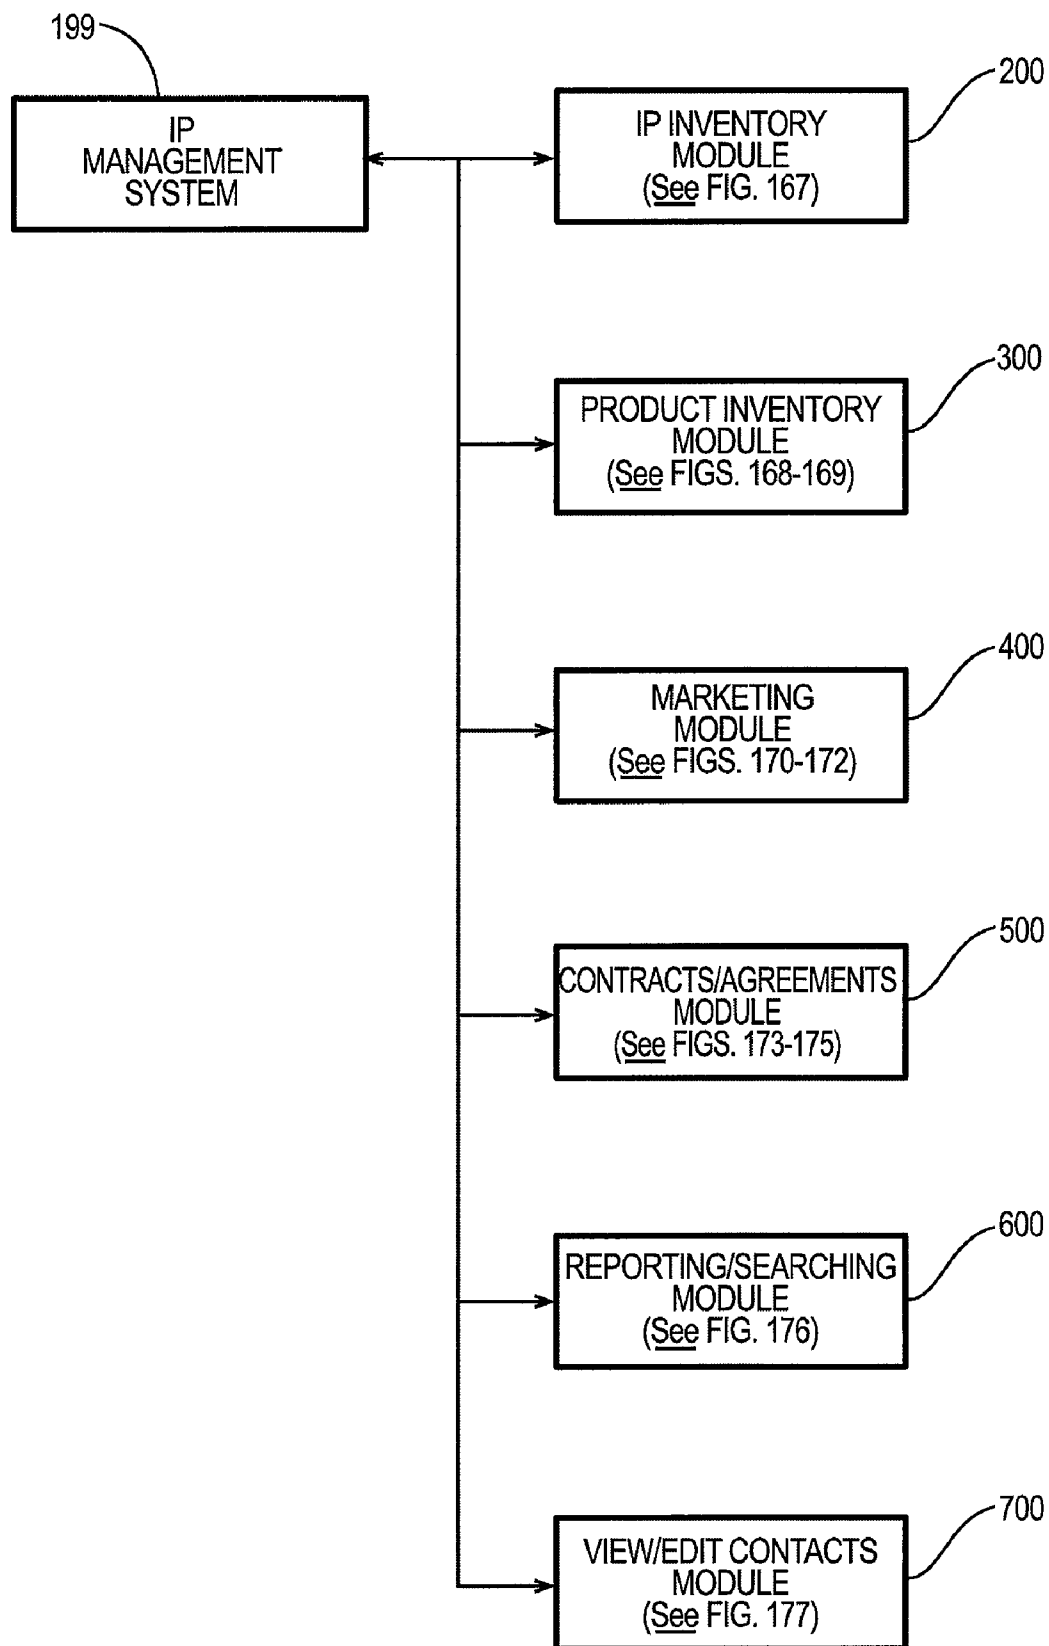 199
IP
MANAGEMENT
SYSTEM
200
IP INVENTORY
MODULE
(See FIG. 167)
300
PRODUCT INVENTORY
MODULE
(See FIGS. 168-169)
400
MARKETING
MODULE
(See FIGS. 170-172)
500
CONTRACTS/AGREEMENTS
MODULE
(See FIGS. 173-175)
600
REPORTING/SEARCHING
MODULE
(See FIG. 176)
700
VIEW/EDIT CONTACTS
MODULE
(See FIG. 177)